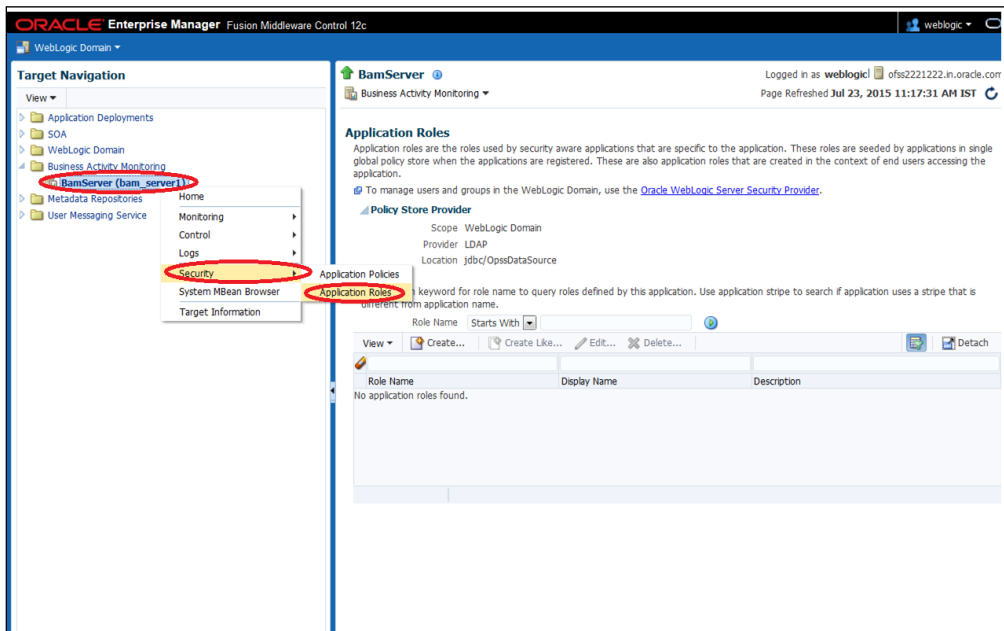 ORACLE Enterprise Manager Fusion Middleware Control 12c
weblogic
WebLogic Domain
Target Navigation
View
Application Deployments
SOA
WebLogic Domain
Business Activity Monitoring
BamServer (bam_server1)
Metadata Repositories
User Messaging Service
Home
Monitoring
Control
Logs
Security
System MBean Browser
Target Information
Application Policies
Application Roles
BamServer
Logged in as weblogic
ofss2221222.in.oracle.com
Business Activity Monitoring
Page Refreshed Jul 23, 2015 11:17:31 AM IST
Application Roles
Application roles are the roles used by security aware applications that are specific to the application. These roles are seeded by applications in single
global policy store when the applications are registered. These are also application roles that are created in the context of end users accessing the
application.
To manage users and groups in the WebLogic Domain, use the Oracle WebLogic Server Security Provider.
Policy Store Provider
Scope WebLogic Domain
Provider LDAP
Location jdbc/OpssDataSource
keyword for role name to query roles defined by this application. Use application stripe to search if application uses a stripe that is
different from application name.
Role Name Starts With
View Create... Create Like... Edit... Delete... Detach
Role Name Display Name Description
No application roles found.